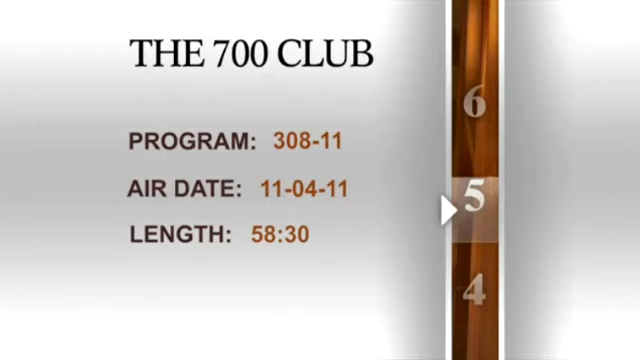 THE 700 CLUB
PROGRAM: 308-11
AIR DATE: 11-04-11
LENGTH: 58:30
6
5
4